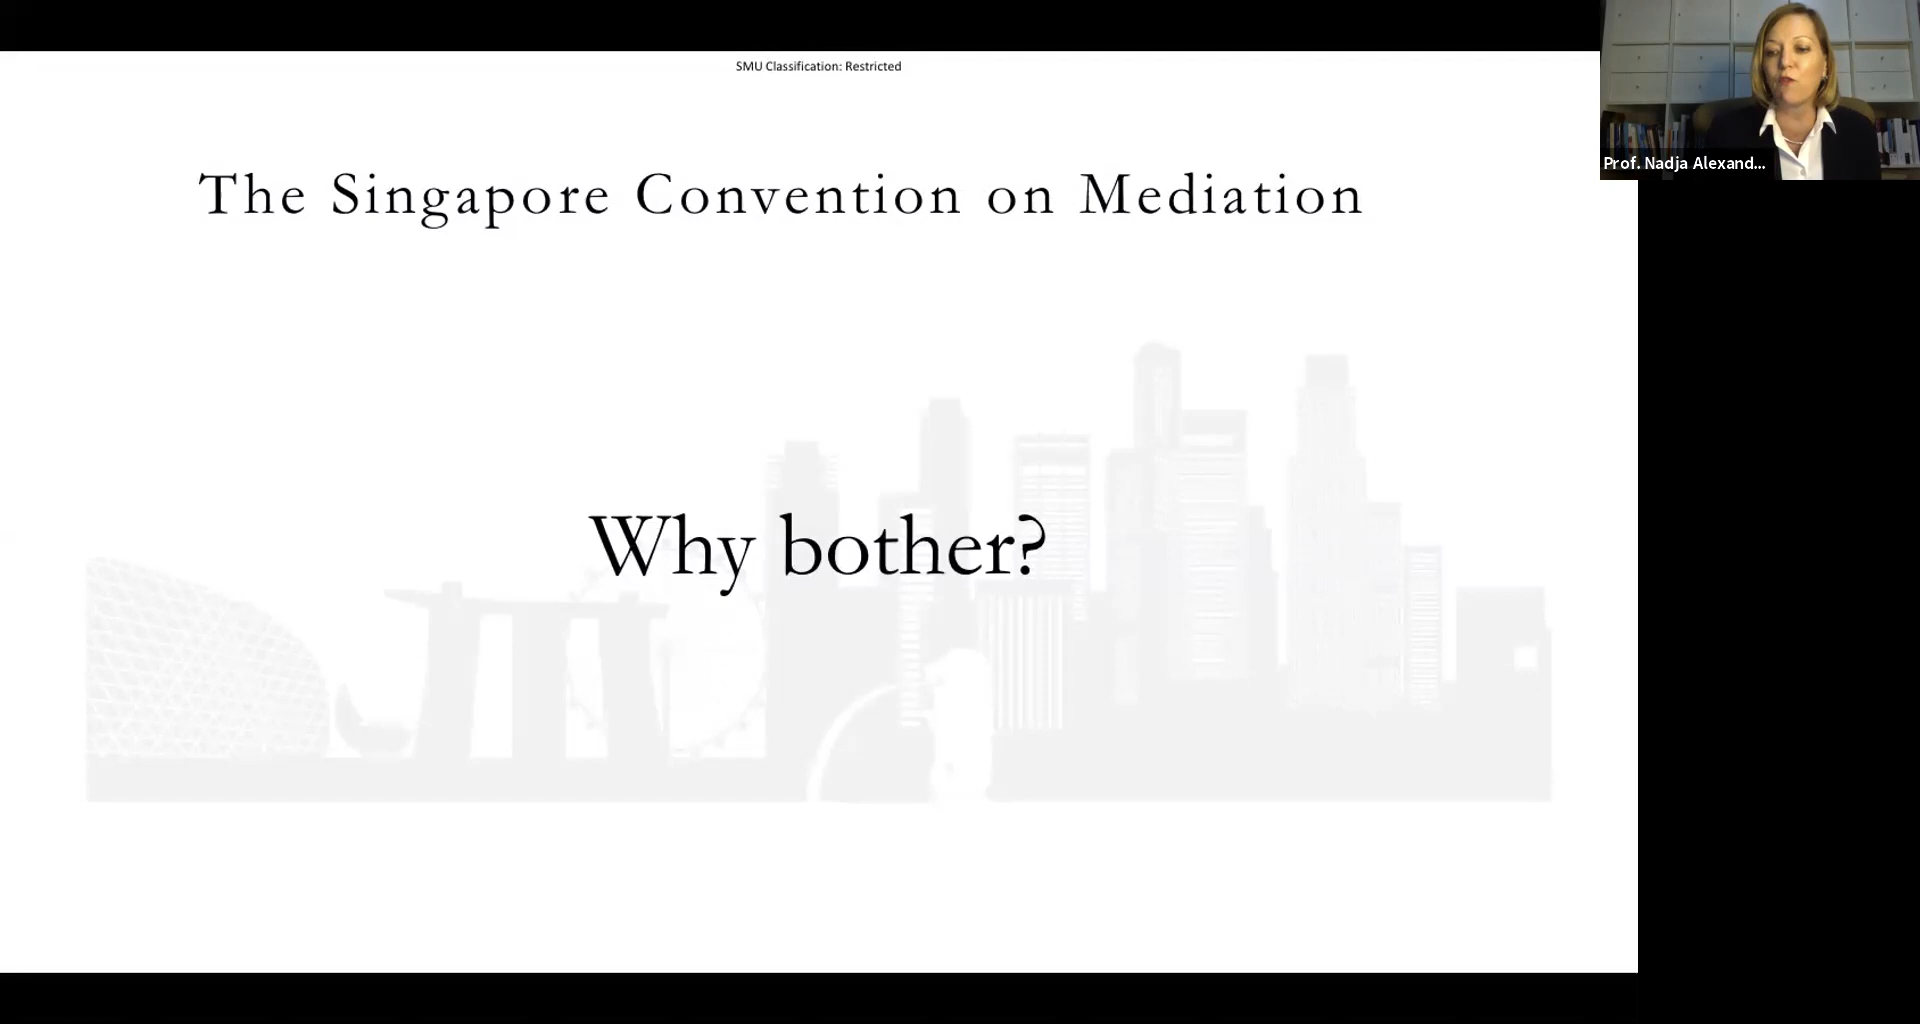 SMU Classification: Restricted
The Singapore Convention on Mediation
Why bother?
Prof. Nadja Alexand...